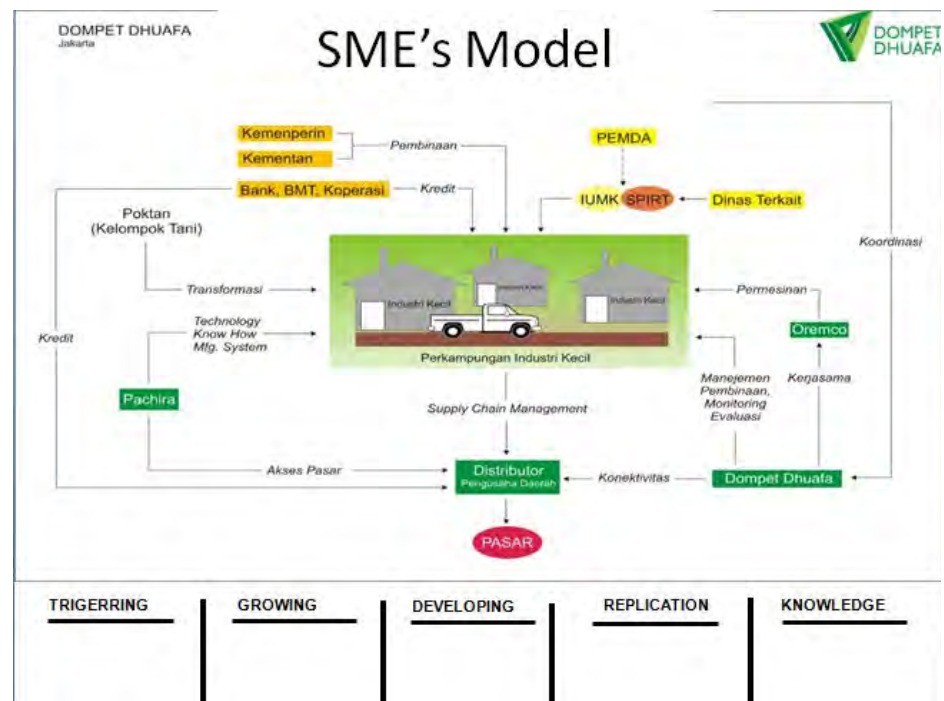 DOMPET DHUAFA
Jakarta
SME's Model
DOMPET
DHUAFA
Kemenperin
Kementan
Pembinaan
Bank, BMT, Koperasi
Kredit
PEMDA
IUMK
SPIRT
Dinas Terkait
Poktan
(Kelompok Tani)
Koordinasi
Transformasi
Industri Kecil
Industri Kecil
Permesinan
Technology
Know How
Mfg. System
Kredit
Oremco
Perkampungan Industri Kecil
Pachira
Manajemen
Pembinaan,
Monitoring
Evaluasi
Kerjasama
Supply Chain Management
Akses Pasar
Distributor
Pengusaha Daerah
Konektivitas
Dompet Dhuafa
PASAR
TRIGERRING
GROWING
DEVELOPING
REPLICATION
KNOWLEDGE